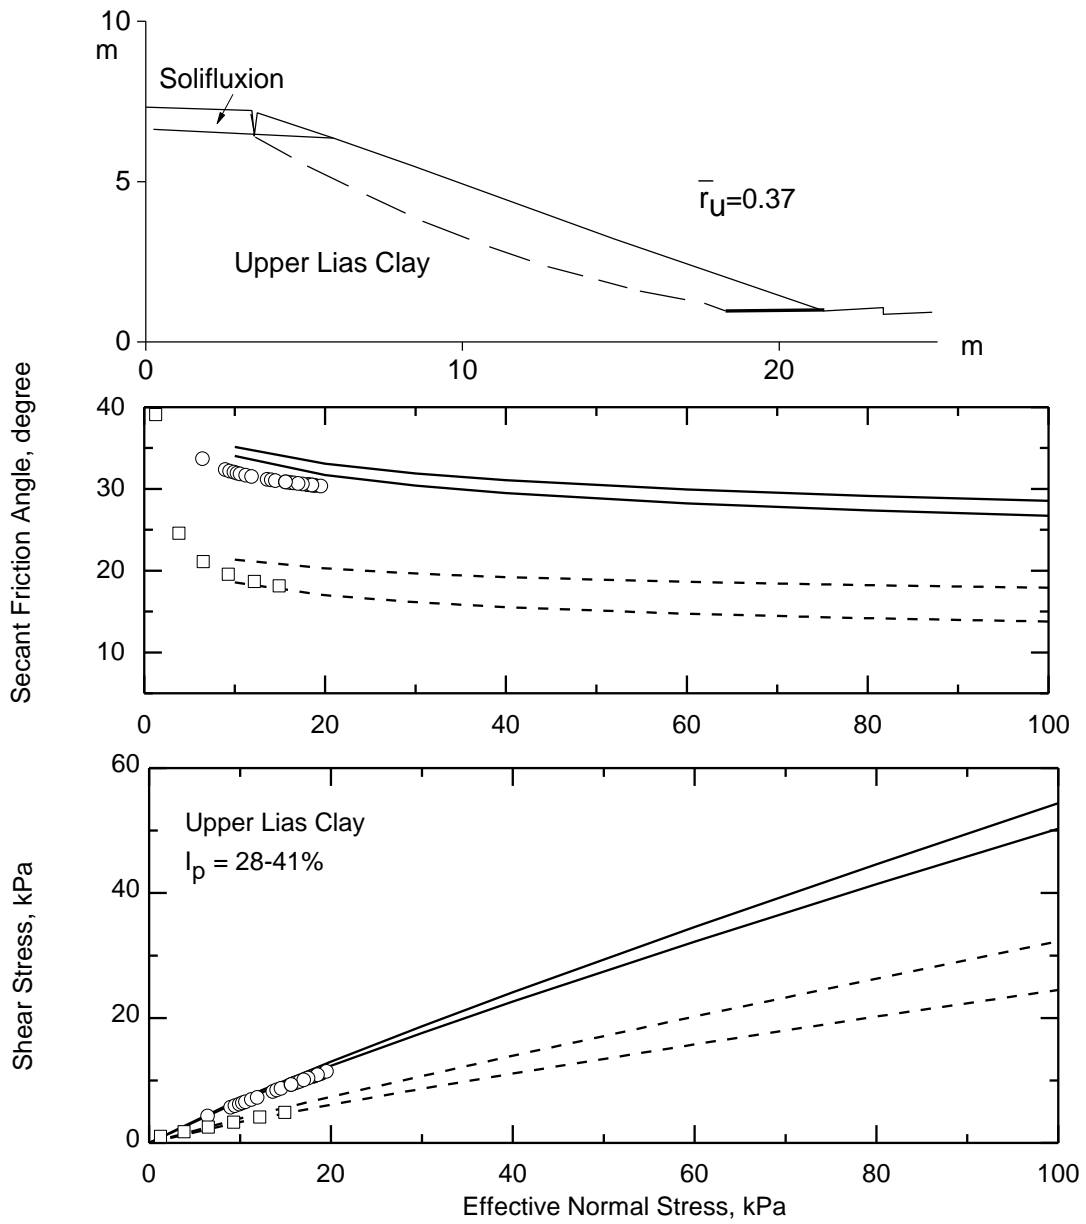 10
m
Solifluxion
5
r̅u=0.37
Upper Lias Clay
0
m
0 10 20
Secant Friction Angle, degree
40
30
20
10
0 20 40 60 80 100
Shear Stress, kPa
60
Upper Lias Clay
Ip = 28-41%
40
20
0
0 20 40 60 80 100
Effective Normal Stress, kPa